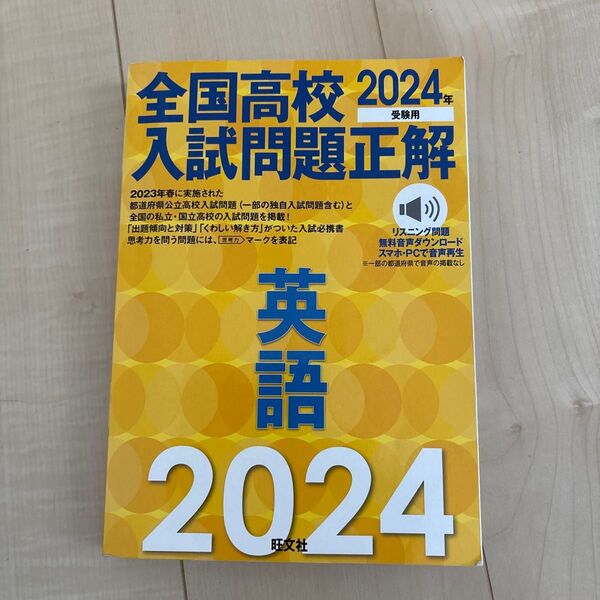 全国高校 2024年
受験用
入試問題正解
2023年春に実施された
都道府県公立高校入試問題(一部の独自入試問題含む)と
全国の私立・国立高校の入試問題を掲載!
「出題傾向と対策」「くわしい解き方」がついた入試必携書
思考力を問う問題には、思考力マークを表記
リスニング問題
無料音声ダウンロード
スマホ・PCで音声再生
※一部の都道府県で音声の掲載なし
英語
2024
旺文社